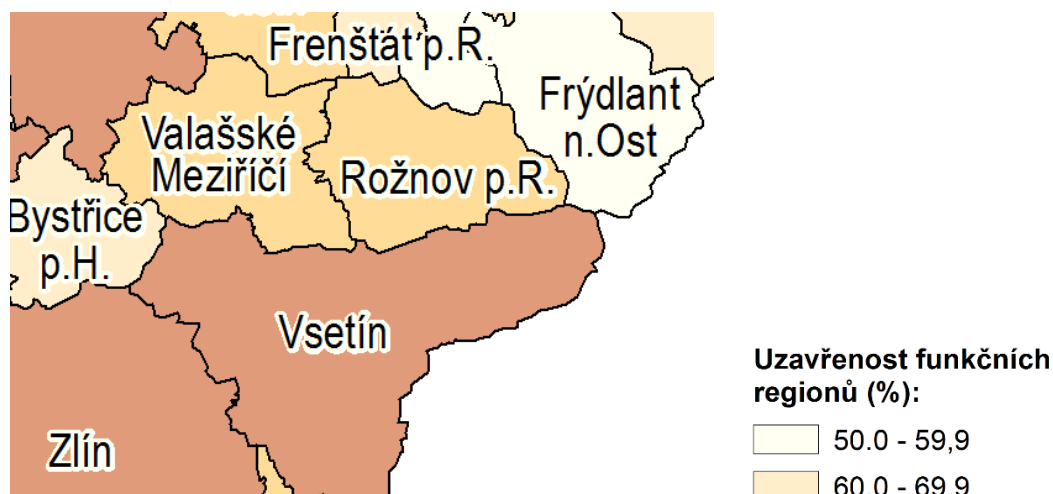 Frenštát p.R.
Frýdlant
n.Ost
Valašské
Meziříčí
Rožnov p.R.
Bystřice
p.H.
Vsetín
Zlín
Uzavřenost funkčních
regionů (%):
50.0 - 59,9
60.0 - 69,9